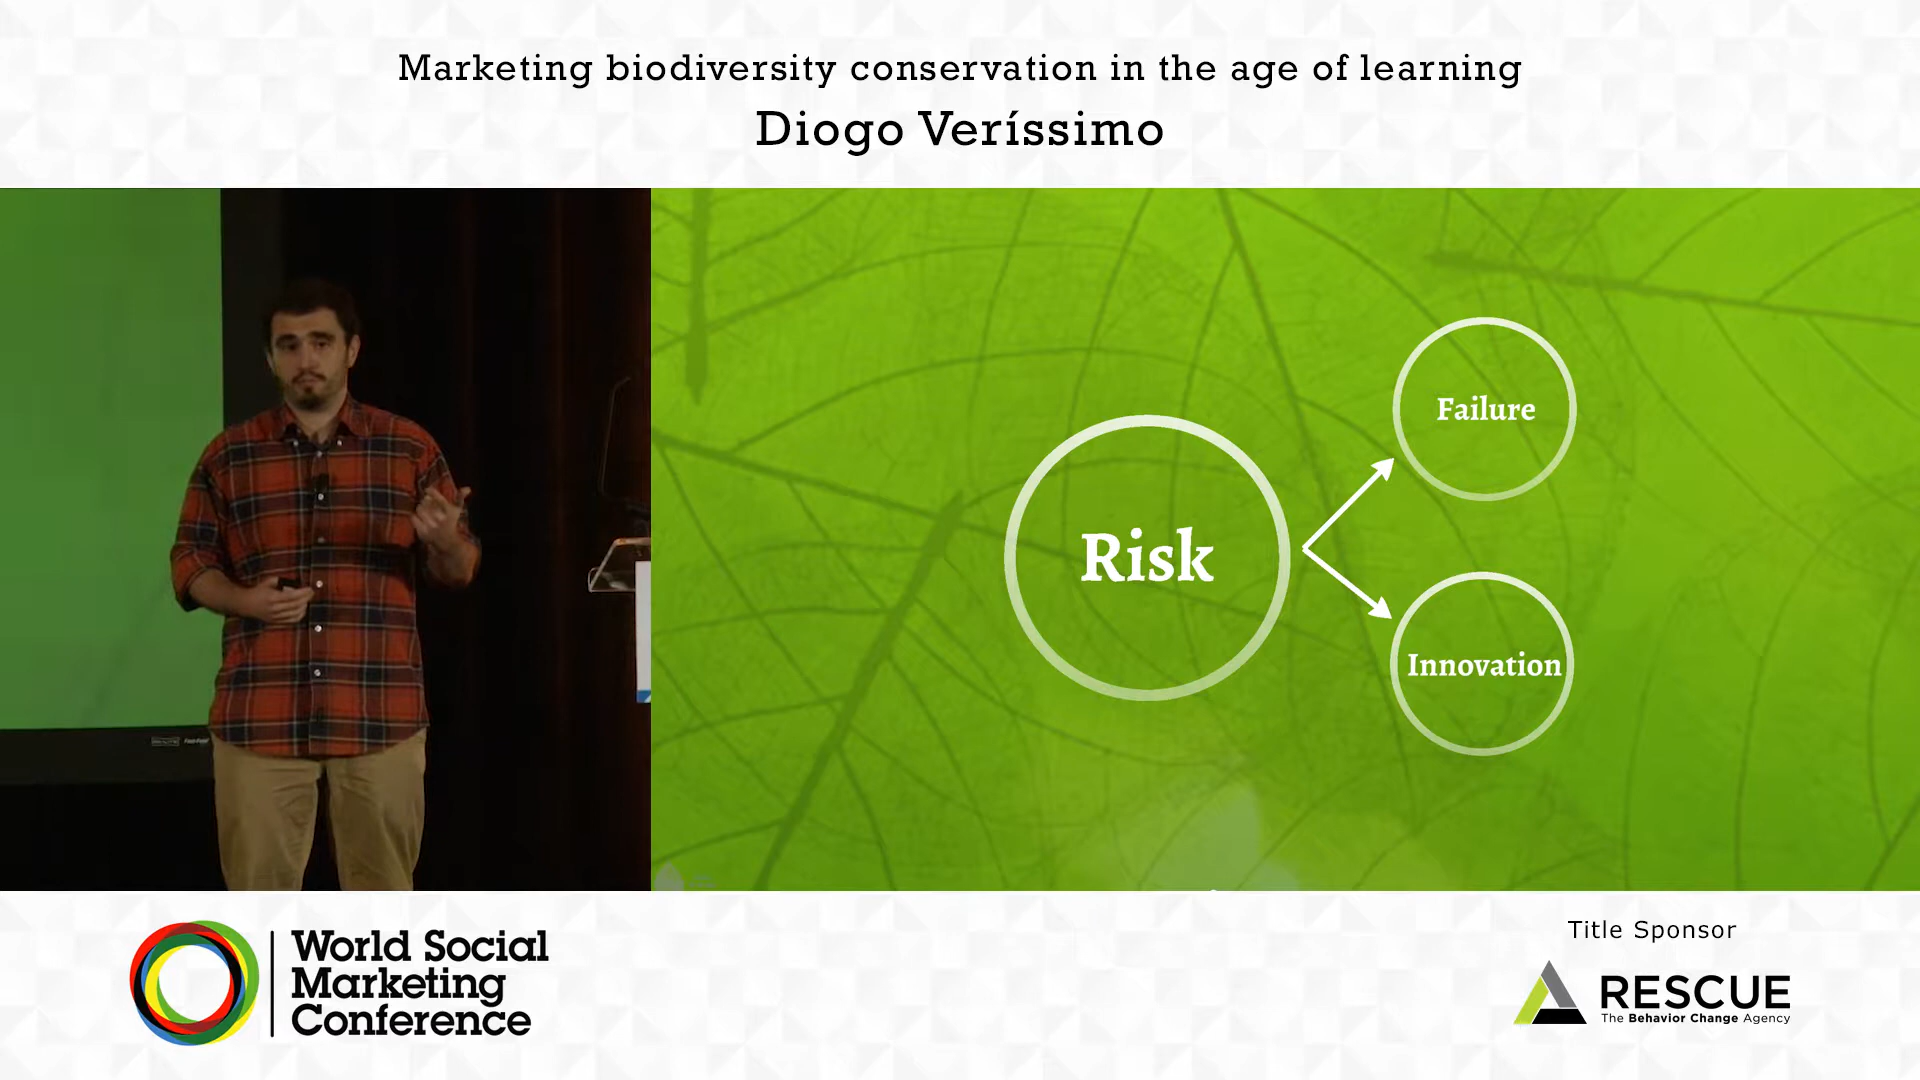 Marketing biodiversity conservation in the age of learning
Diogo Veríssimo
Failure
Risk
Innovation
World Social
Marketing
Conference
Title Sponsor
RESCUE
The Behavior Change Agency